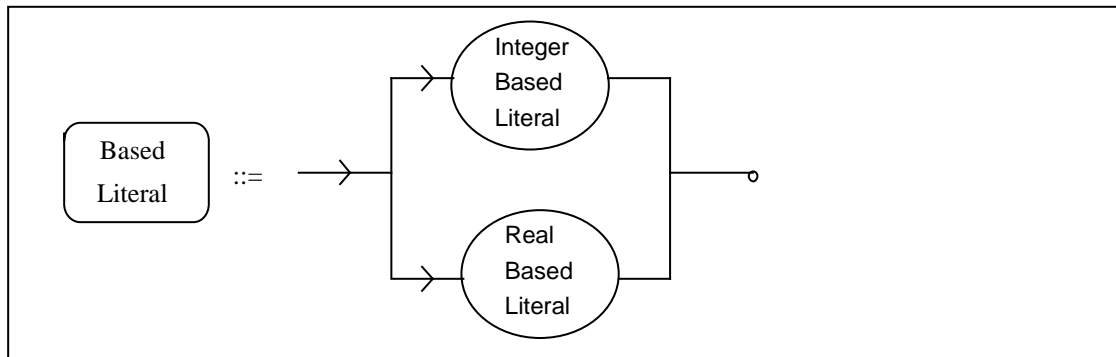 Based
Literal
::=
Integer
Based
Literal
Real
Based
Literal